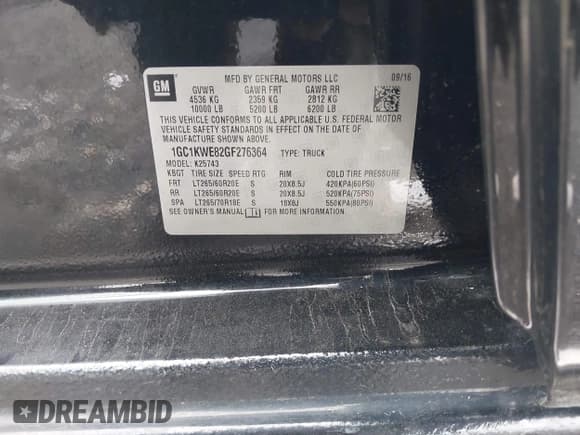 GM
MFD BY GENERAL MOTORS LLC 09/16
GVWR GAWR FRT GAWR RR
4536 KG 2359 KG 2812 KG
10000 LB 5200 LB 6200 LB
THIS VEHICLE CONFORMS TO ALL APPLICABLE U.S. FEDERAL MOTOR
VEHICLE SAFETY STANDARDS IN EFFECT ON THE DATE OF
MANUFACTURE SHOWN ABOVE.
1GC1KWE82GF276364 TYPE: TRUCK
MODEL: K25743
KBGT TIRE SIZE SPEED RTG RIM COLD TIRE PRESSURE
FRT LT265/60R20E S 20X8.5J 420KPA(60PSI)
RR LT265/60R20E S 20X8.5J 520KPA(75PSI)
SPA LT265/70R18E S 18X8J 550KPA(80PSI)
SEE OWNER'S MANUAL FOR MORE INFORMATION.
DREAMBID